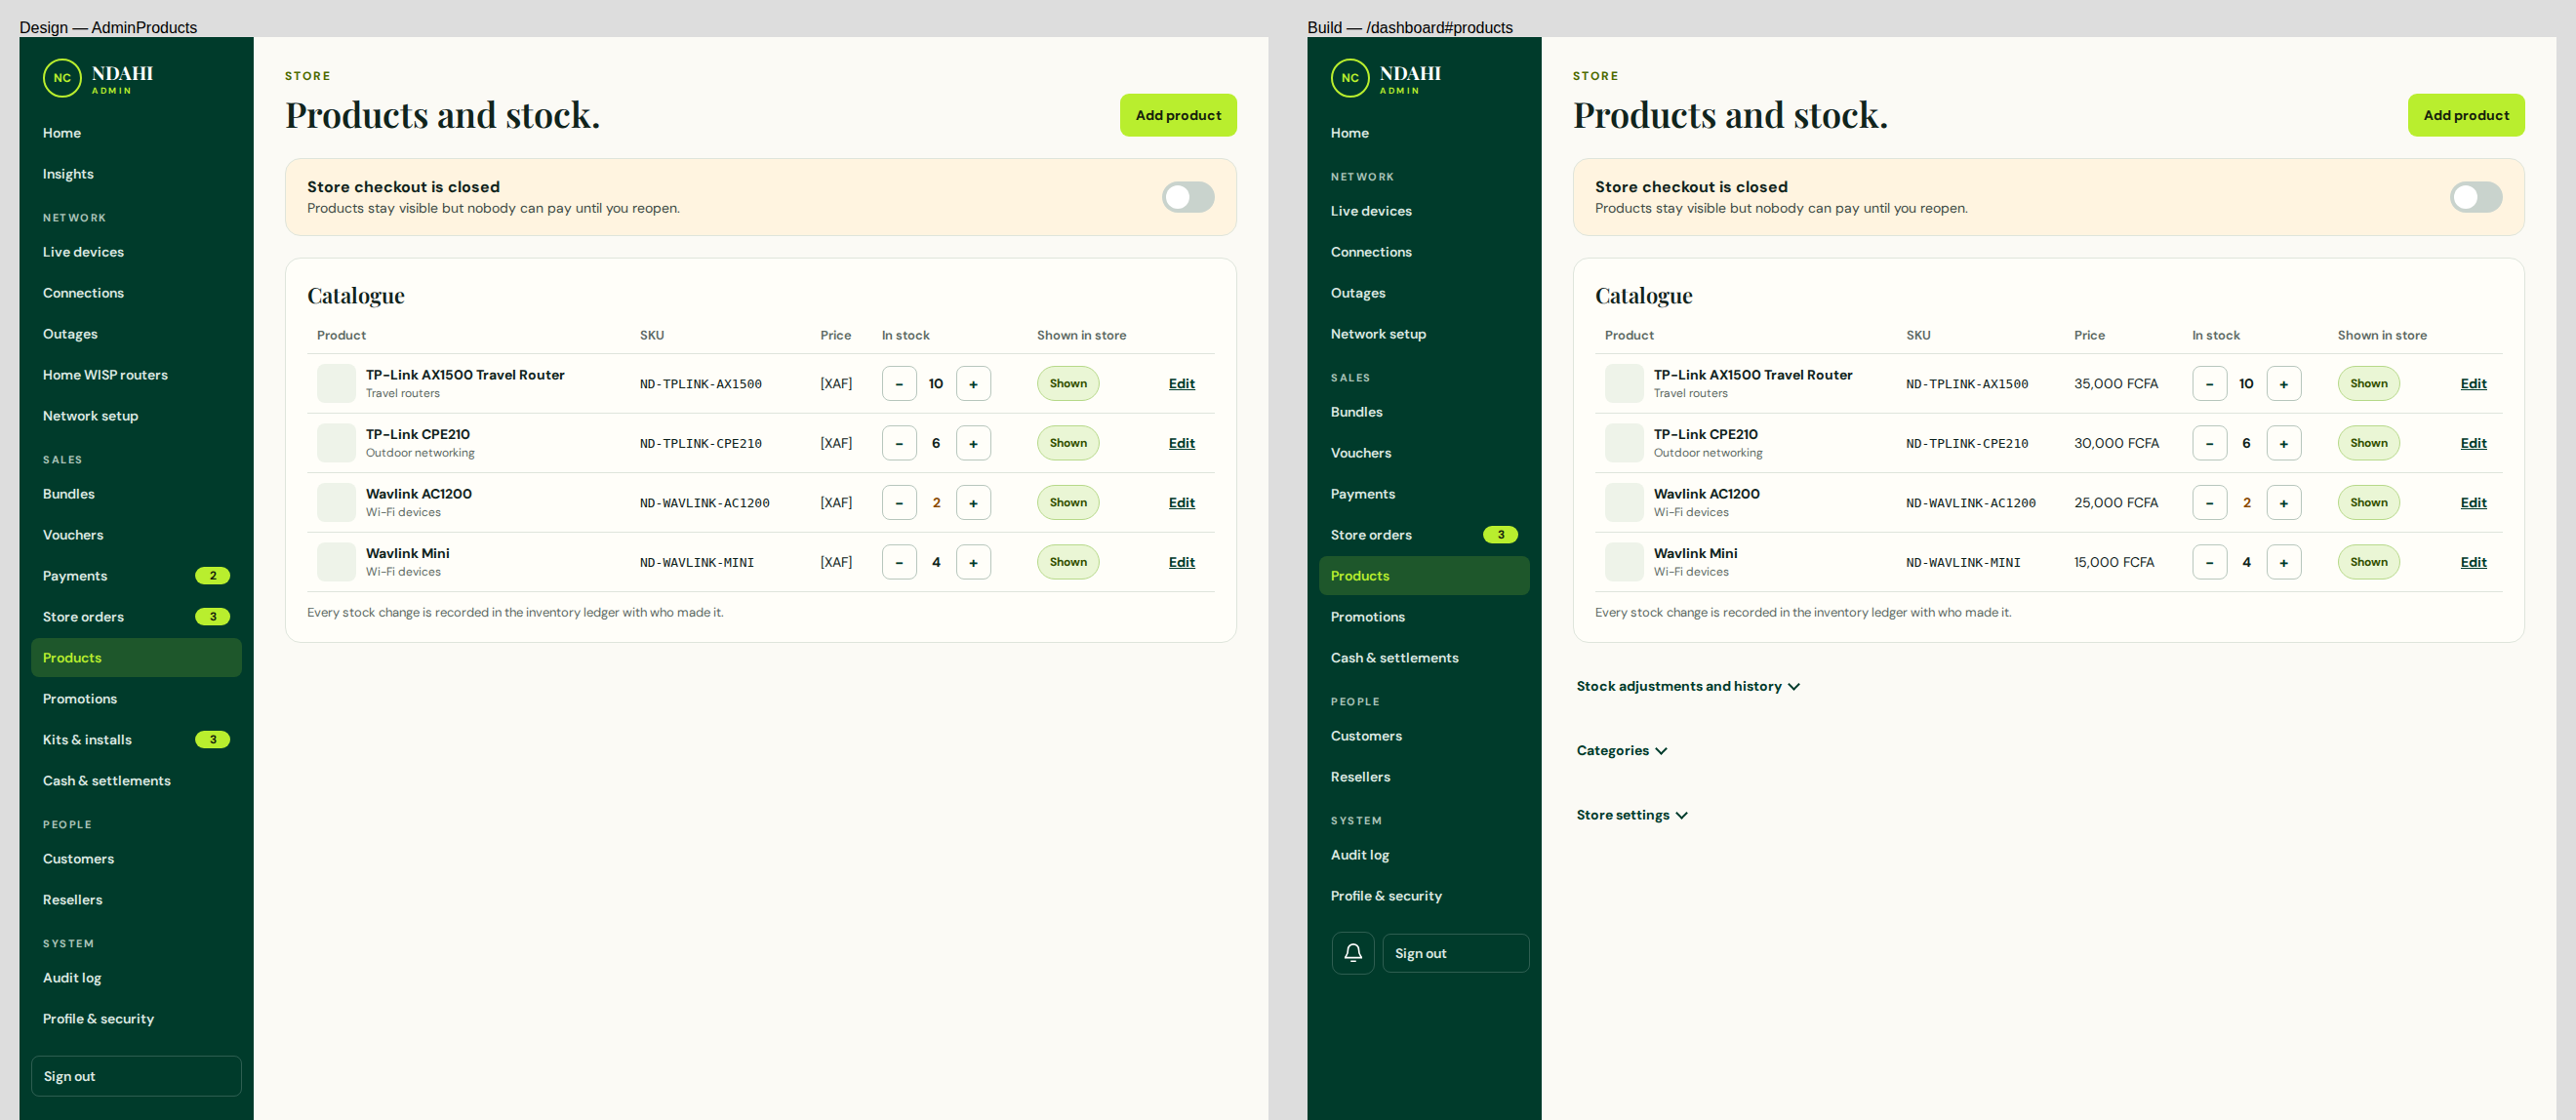 Design — AdminProducts
NC
NDAHI
ADMIN
Home
Insights
NETWORK
Live devices
Connections
Outages
Home WISP routers
Network setup
SALES
Bundles
Vouchers
Payments 2
Store orders 3
Products
Promotions
Kits & installs 3
Cash & settlements
PEOPLE
Customers
Resellers
SYSTEM
Audit log
Profile & security
Sign out
STORE
Products and stock.
Add product
Store checkout is closed
Products stay visible but nobody can pay until you reopen.
Catalogue
Product SKU Price In stock Shown in store
TP-Link AX1500 Travel Router
Travel routers
ND-TPLINK-AX1500 [XAF] - 10 + Shown Edit
TP-Link CPE210
Outdoor networking
ND-TPLINK-CPE210 [XAF] - 6 + Shown Edit
Wavlink AC1200
Wi-Fi devices
ND-WAVLINK-AC1200 [XAF] - 2 + Shown Edit
Wavlink Mini
Wi-Fi devices
ND-WAVLINK-MINI [XAF] - 4 + Shown Edit
Every stock change is recorded in the inventory ledger with who made it.
Build — /dashboard#products
NC
NDAHI
ADMIN
Home
NETWORK
Live devices
Connections
Outages
Network setup
SALES
Bundles
Vouchers
Payments
Store orders 3
Products
Promotions
Cash & settlements
PEOPLE
Customers
Resellers
SYSTEM
Audit log
Profile & security
Sign out
STORE
Products and stock.
Add product
Store checkout is closed
Products stay visible but nobody can pay until you reopen.
Catalogue
Product SKU Price In stock Shown in store
TP-Link AX1500 Travel Router
Travel routers
ND-TPLINK-AX1500 35,000 FCFA - 10 + Shown Edit
TP-Link CPE210
Outdoor networking
ND-TPLINK-CPE210 30,000 FCFA - 6 + Shown Edit
Wavlink AC1200
Wi-Fi devices
ND-WAVLINK-AC1200 25,000 FCFA - 2 + Shown Edit
Wavlink Mini
Wi-Fi devices
ND-WAVLINK-MINI 15,000 FCFA - 4 + Shown Edit
Every stock change is recorded in the inventory ledger with who made it.
Stock adjustments and history
Categories
Store settings